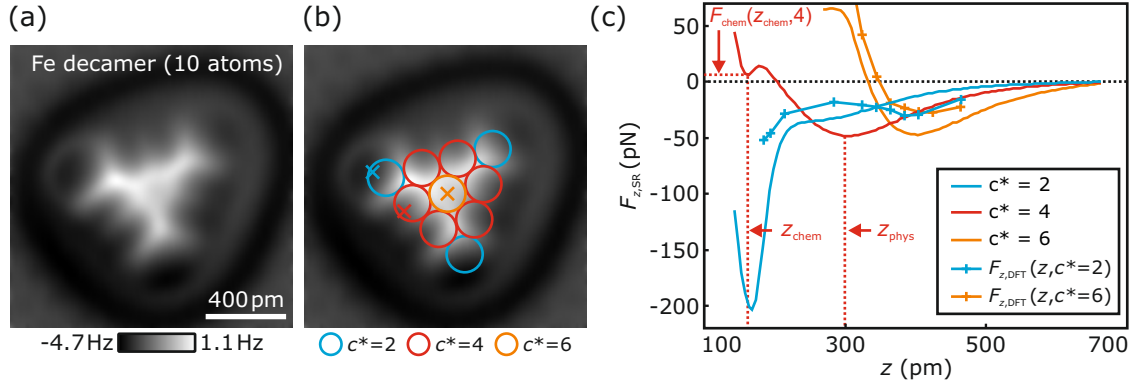 (a)
Fe decamer (10 atoms)
400 pm
-4.7 Hz 1.1 Hz
(b)
c*=2 c*=4 c*=6
(c)
F_chem(z_chem,4)
50
0
-50
-100
-150
-200
F_z,SR (pN)
z_chem
z_phys
c* = 2
c* = 4
c* = 6
F_z,DFT(z,c*=2)
F_z,DFT(z,c*=6)
100 300 500 700
z (pm)